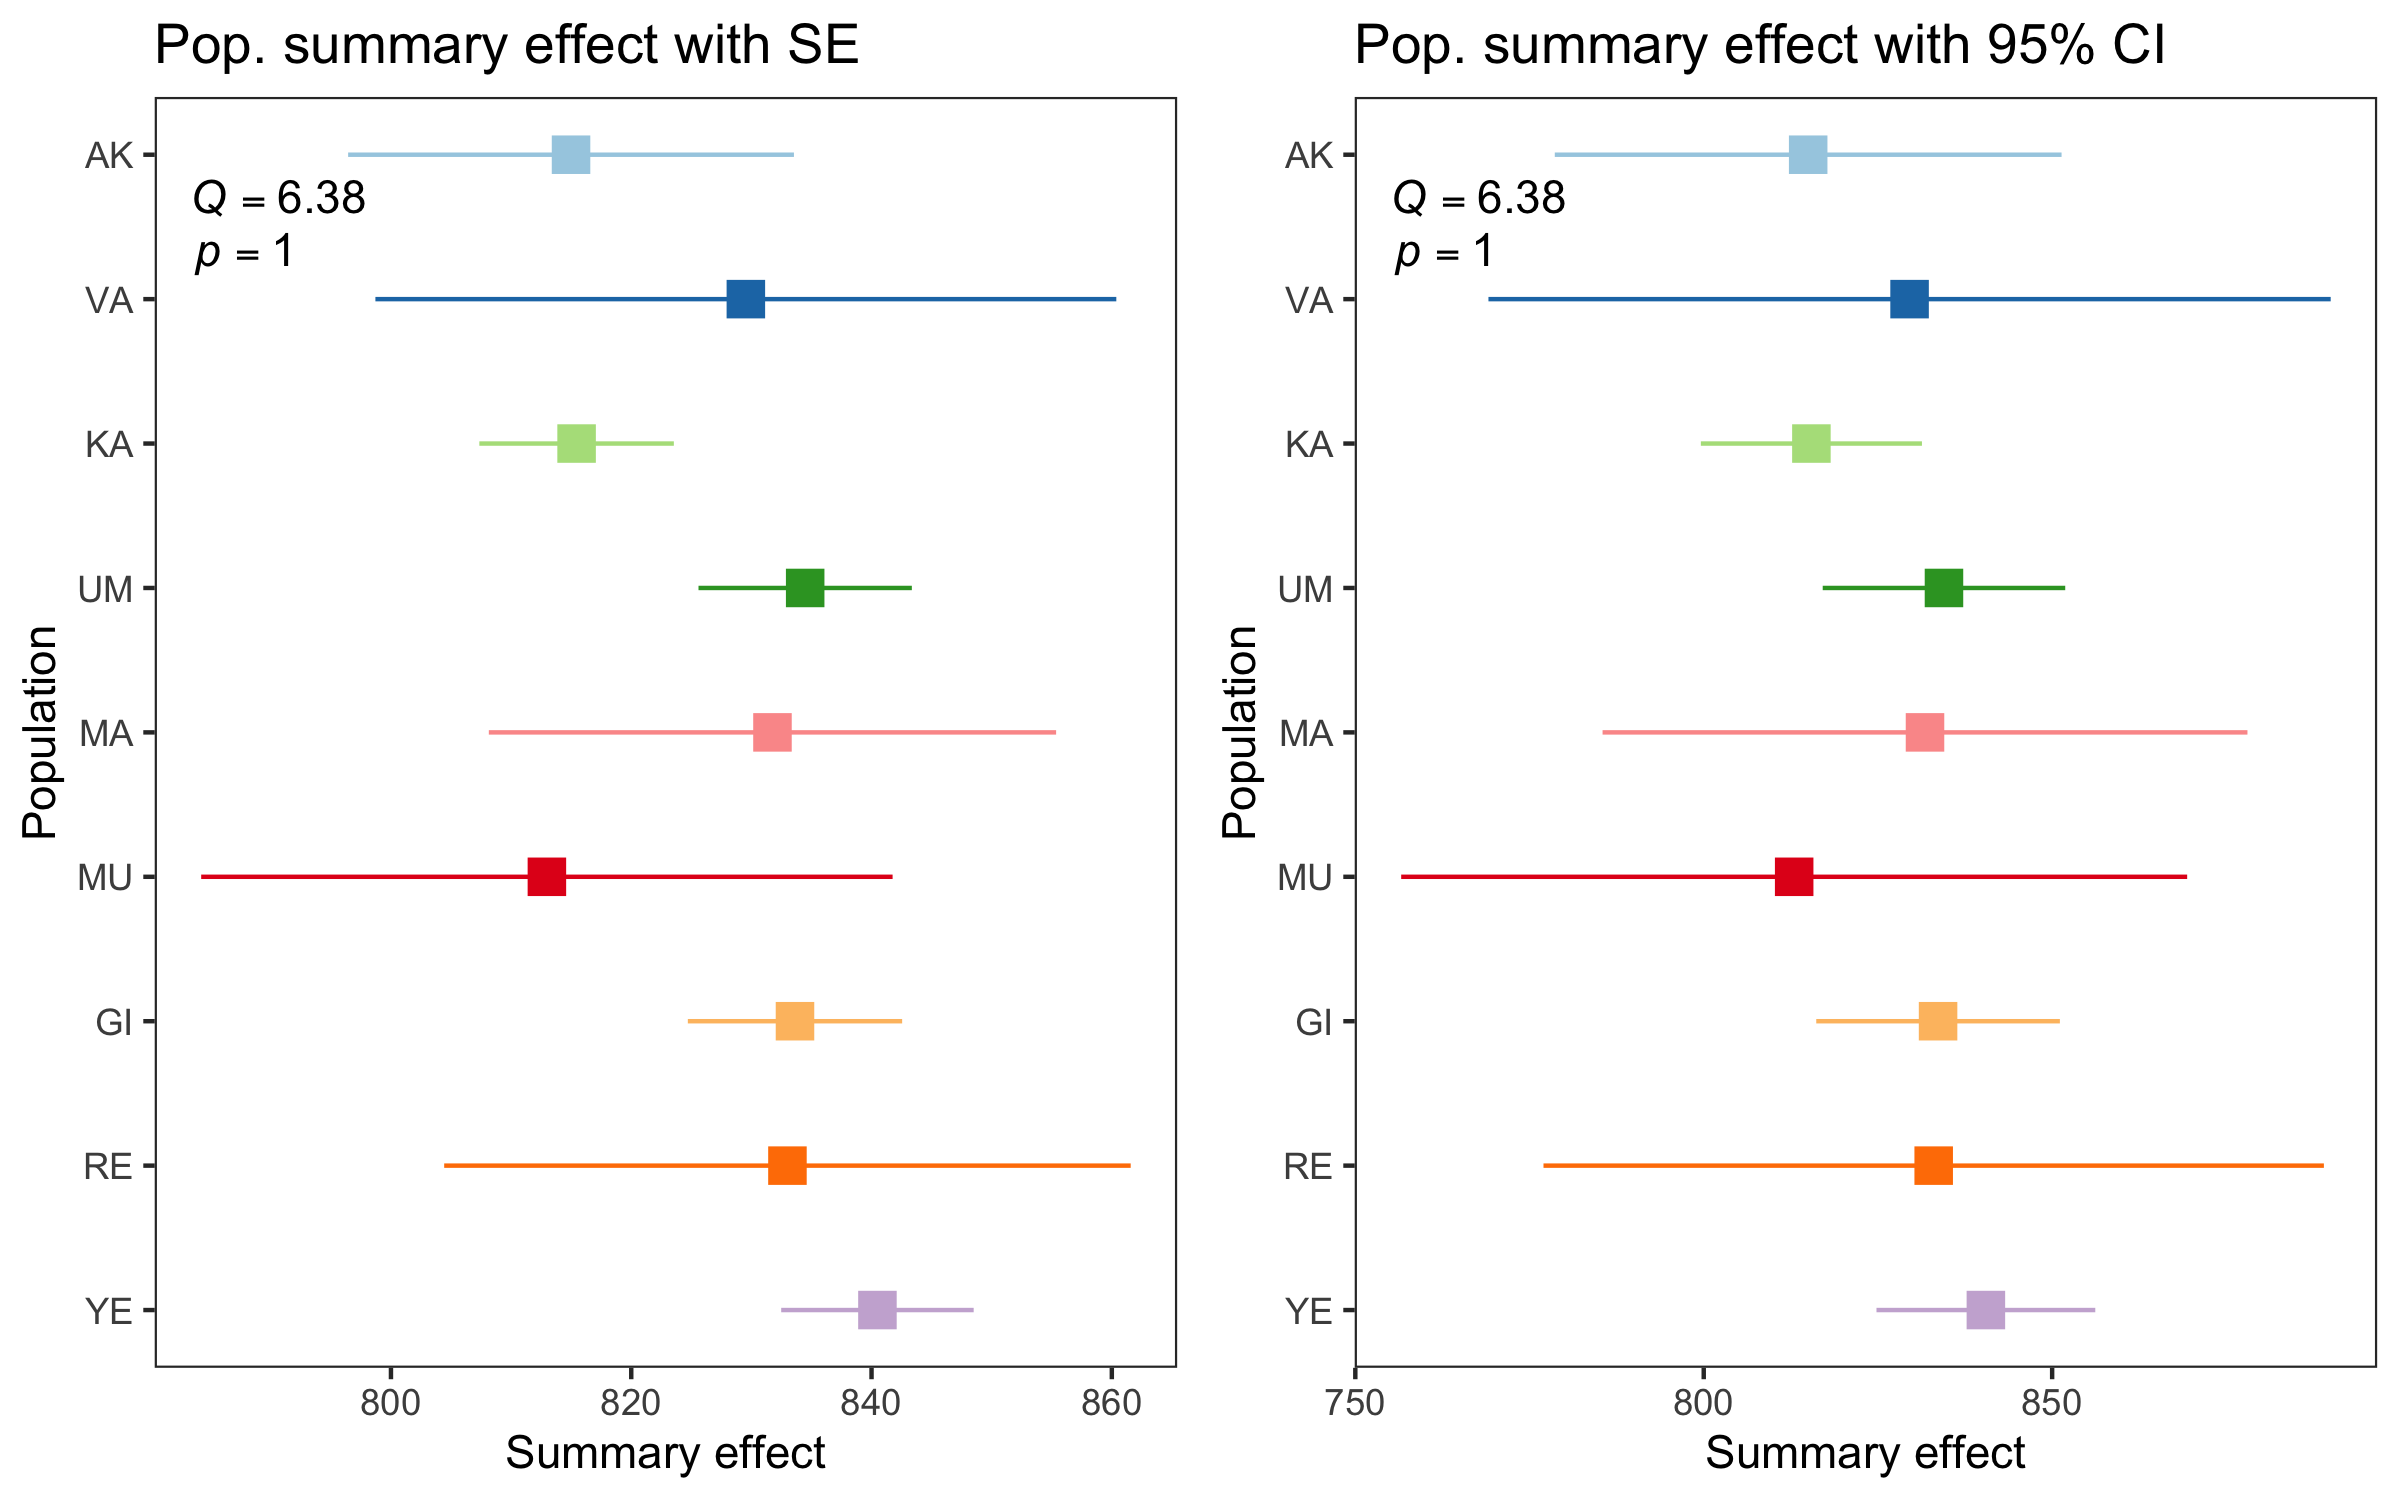 Pop. summary effect with SE
AK
Q = 6.38
p = 1
VA
KA
UM
MA
MU
GI
RE
YE
Population
800 820 840 860
Summary effect
Pop. summary effect with 95% CI
AK
Q = 6.38
p = 1
VA
KA
UM
MA
MU
GI
RE
YE
Population
750 800 850
Summary effect